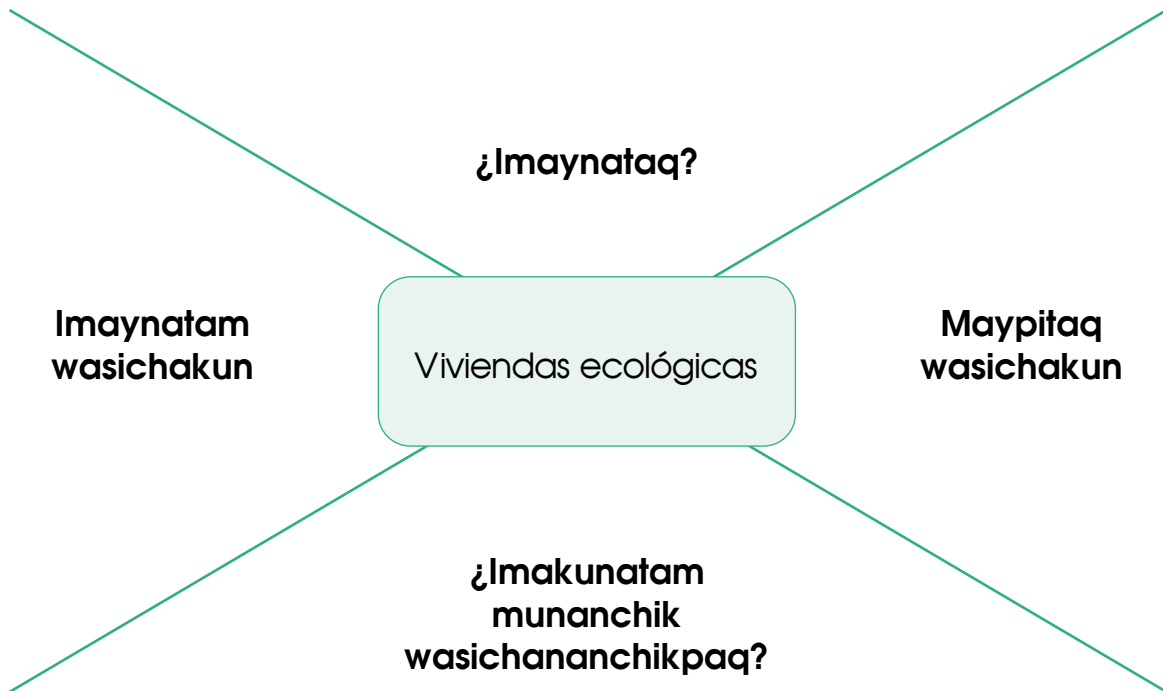 ¿Imaynataq?
Imaynatam
wasichakun
Viviendas ecológicas
Maypitaq
wasichakun
¿Imakunatam
munanchik
wasichananchikpaq?